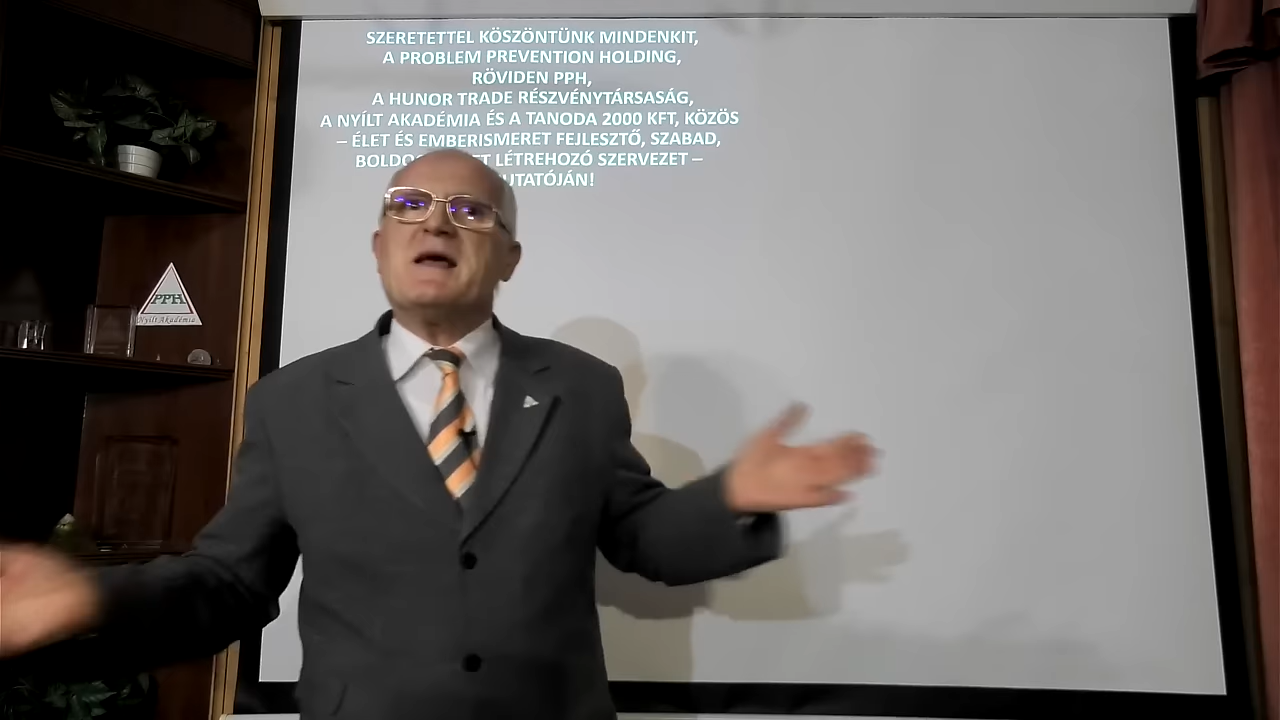 SZERETETTEL KÖSZÖNTÜNK MINDENKIT,
A PROBLEM PREVENTION HOLDING,
RÖVIDEN PPH,
A HUNOR TRADE RÉSZVÉNYTÁRSASÁG,
A NYÍLT AKADÉMIA ÉS A TANODA 2000 KFT, KÖZÖS
– ÉLET ÉS EMBERISMERET FEJLESZTŐ, SZABAD,
LÉTREHOZÓ SZERVEZET –
PPH
Nyílt Akadémia